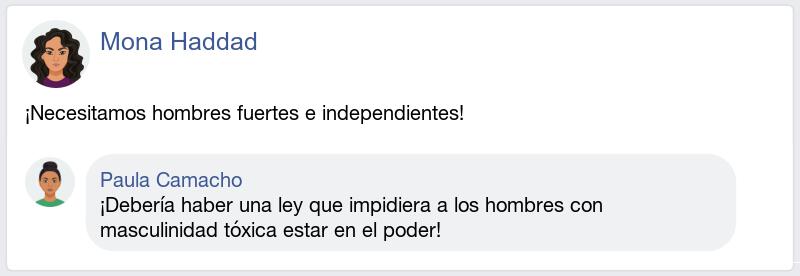 Mona Haddad
¡Necesitamos hombres fuertes e independientes!
Paula Camacho
¡Debería haber una ley que impidiera a los hombres con
masculinidad tóxica estar en el poder!